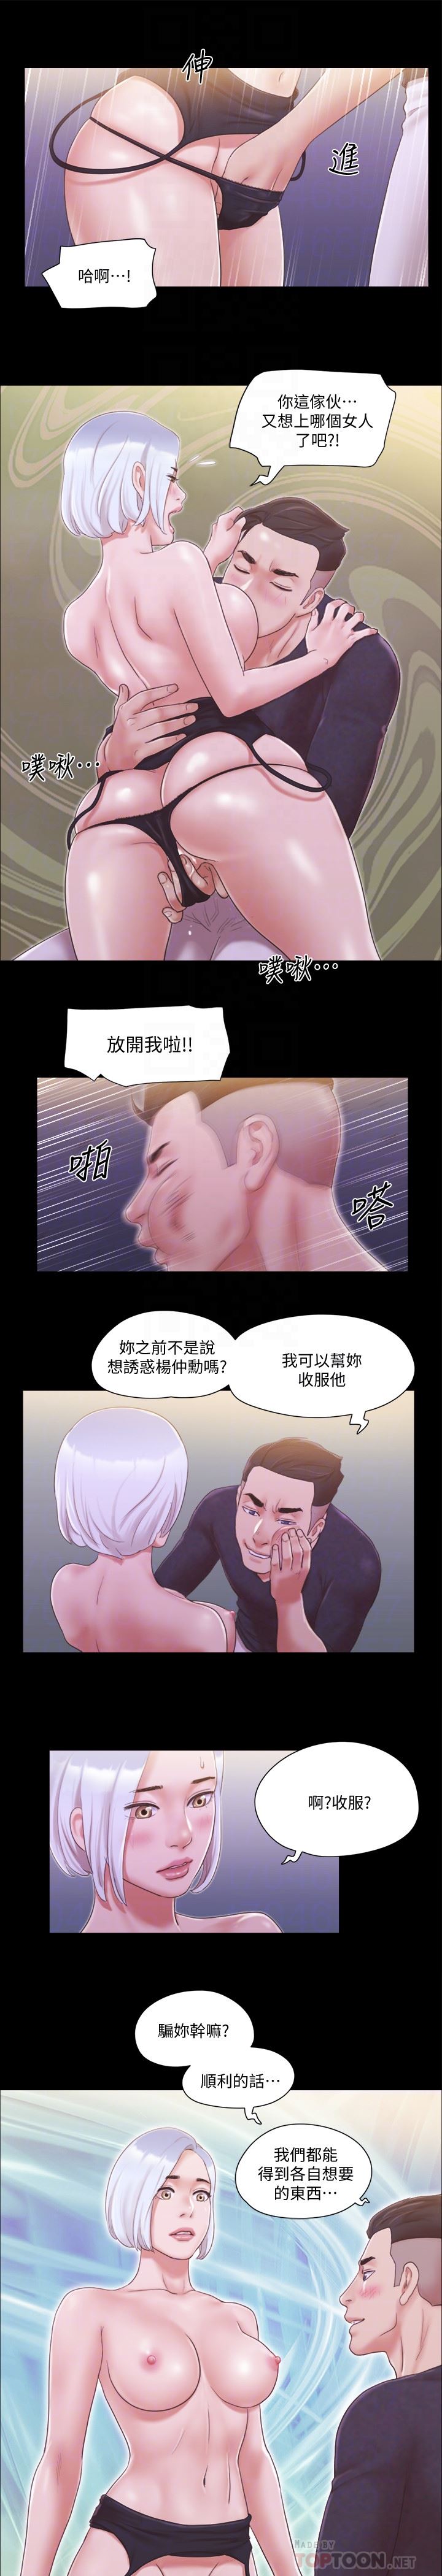 伸
進
哈啊…!
你這傢伙…
又想上哪個女人
了吧?!
噗啾…
噗啾…
放開我啦!!
啪
嗒
妳之前不是說
想誘惑楊仲勳嗎?
我可以幫妳
收服他
啊?收服?
騙妳幹嘛?
順利的話…
我們都能
得到各自想要
的東西…
MADE BY
TOPTOON.NET